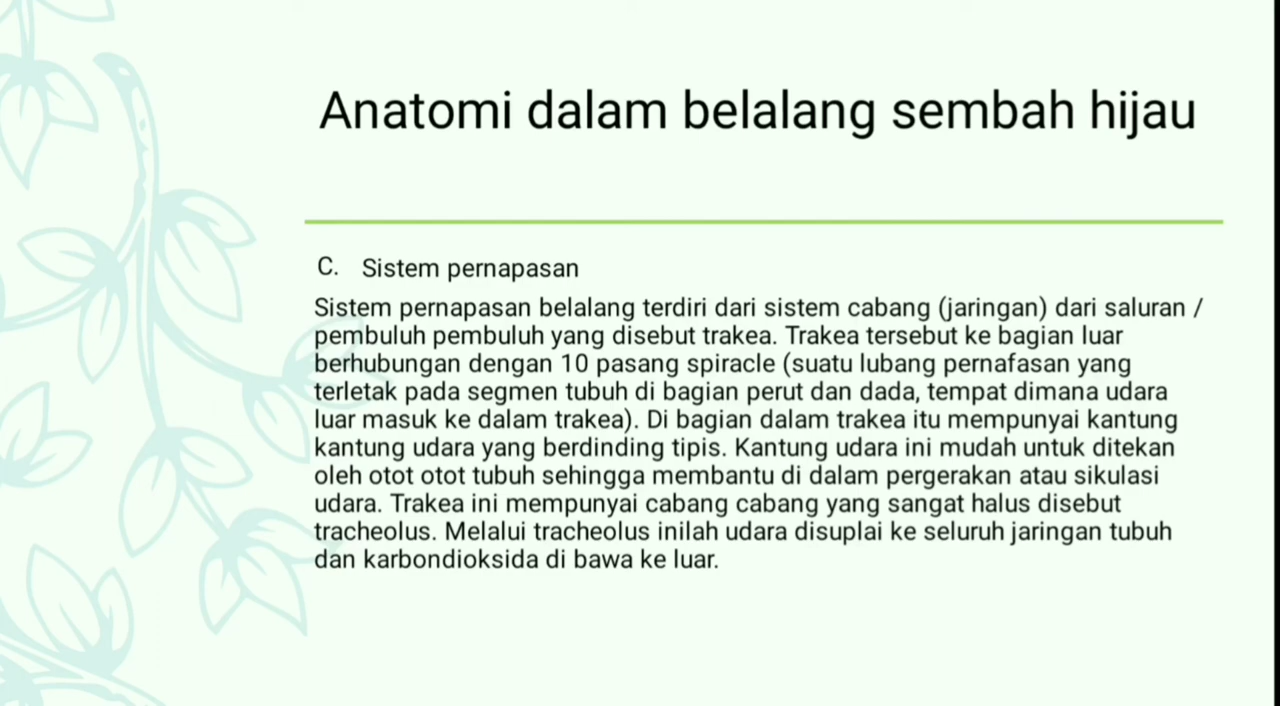 Anatomi dalam belalang sembah hijau
C. Sistem pernapasan
Sistem pernapasan belalang terdiri dari sistem cabang (jaringan) dari saluran /
pembuluh pembuluh yang disebut trakea. Trakea tersebut ke bagian luar
berhubungan dengan 10 pasang spiracle (suatu lubang pernafasan yang
terletak pada segmen tubuh di bagian perut dan dada, tempat dimana udara
luar masuk ke dalam trakea). Di bagian dalam trakea itu mempunyai kantung
kantung udara yang berdinding tipis. Kantung udara ini mudah untuk ditekan
oleh otot otot tubuh sehingga membantu di dalam pergerakan atau sikulasi
udara. Trakea ini mempunyai cabang cabang yang sangat halus disebut
tracheolus. Melalui tracheolus inilah udara disuplai ke seluruh jaringan tubuh
dan karbondioksida di bawa ke luar.